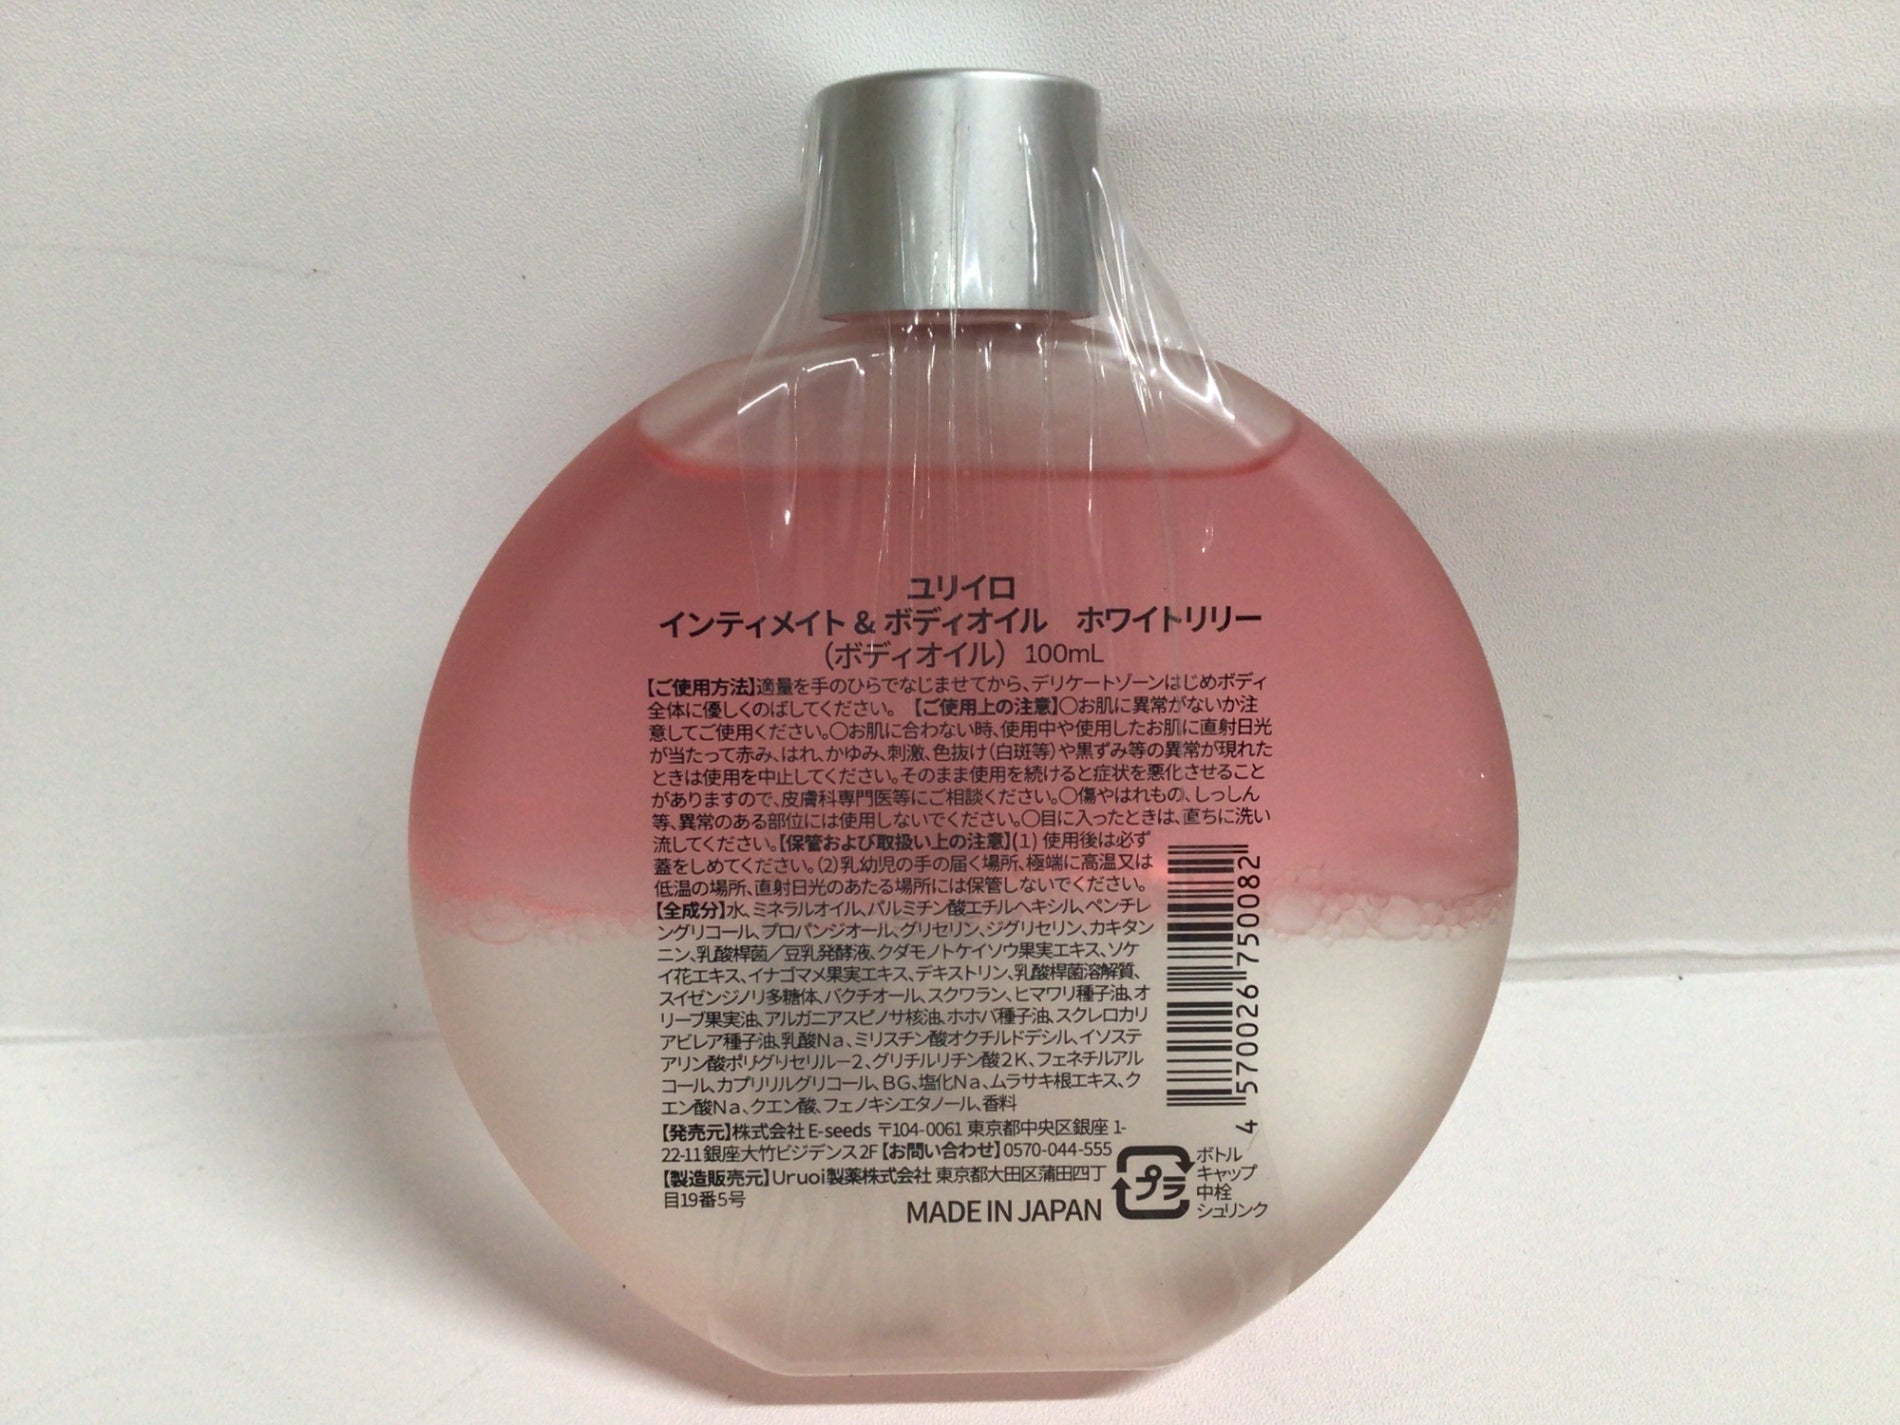 ユリイロ
インティメイト & ボディオイル　ホワイトリリー
（ボディオイル） 100mL
【ご使用方法】適量を手のひらでなじませてから、デリケートゾーンはじめボディ
全体に優しくのばしてください。 【ご使用上の注意】○お肌に異常がないか注
意してご使用ください。○お肌に合わない時、使用中や使用したお肌に直射日光
が当たって赤み、はれ、かゆみ、刺激、色抜け（白斑等）や黒ずみ等の異常が現れた
ときは使用を中止してください。そのまま使用を続けると症状を悪化させること
がありますので、皮膚科専門医等にご相談ください。○傷やはれもの、しっしん
等、異常のある部位には使用しないでください。○目に入ったときは、直ちに洗い
流してください。【保管および取扱い上の注意】(1) 使用後は必ず
蓋をしめてください。(2)乳幼児の手の届く場所、極端に高温又は
低温の場所、直射日光のあたる場所には保管しないでください。
【全成分】水、ミネラルオイル、パルミチン酸エチルヘキシル、ペンチレ
ングリコール、プロパンジオール、グリセリン、ジグリセリン、カキタン
ニン、乳酸桿菌／豆乳発酵液、クダモノトケイソウ果実エキス、ソケ
イ花エキス、イナゴマメ果実エキス、デキストリン、乳酸桿菌溶解質、
スイゼンジノリ多糖体、バクチオール、スクワラン、ヒマワリ種子油、オ
リーブ果実油、アルガニアスピノサ核油、ホホバ種子油、スクレロカリ
アビレア種子油、乳酸Na、ミリスチン酸オクチルドデシル、イソステ
アリン酸ポリグリセリルー2、グリチルリチン酸2K、フェネチルアル
コール、カプリリルグリコール、BG、塩化Na、ムラサキ根エキス、ク
エン酸Na、クエン酸、フェノキシエタノール、香料
【発売元】株式会社 E-seeds 〒104-0061 東京都中央区銀座 1-
22-11 銀座大竹ビジデンス 2F【お問い合わせ】0570-044-555
【製造販売元】Uruoi製薬株式会社 東京都大田区蒲田四丁
目19番5号
MADE IN JAPAN
プラ
ボトル
キャップ
中栓
シュリンク
4 570026 750082